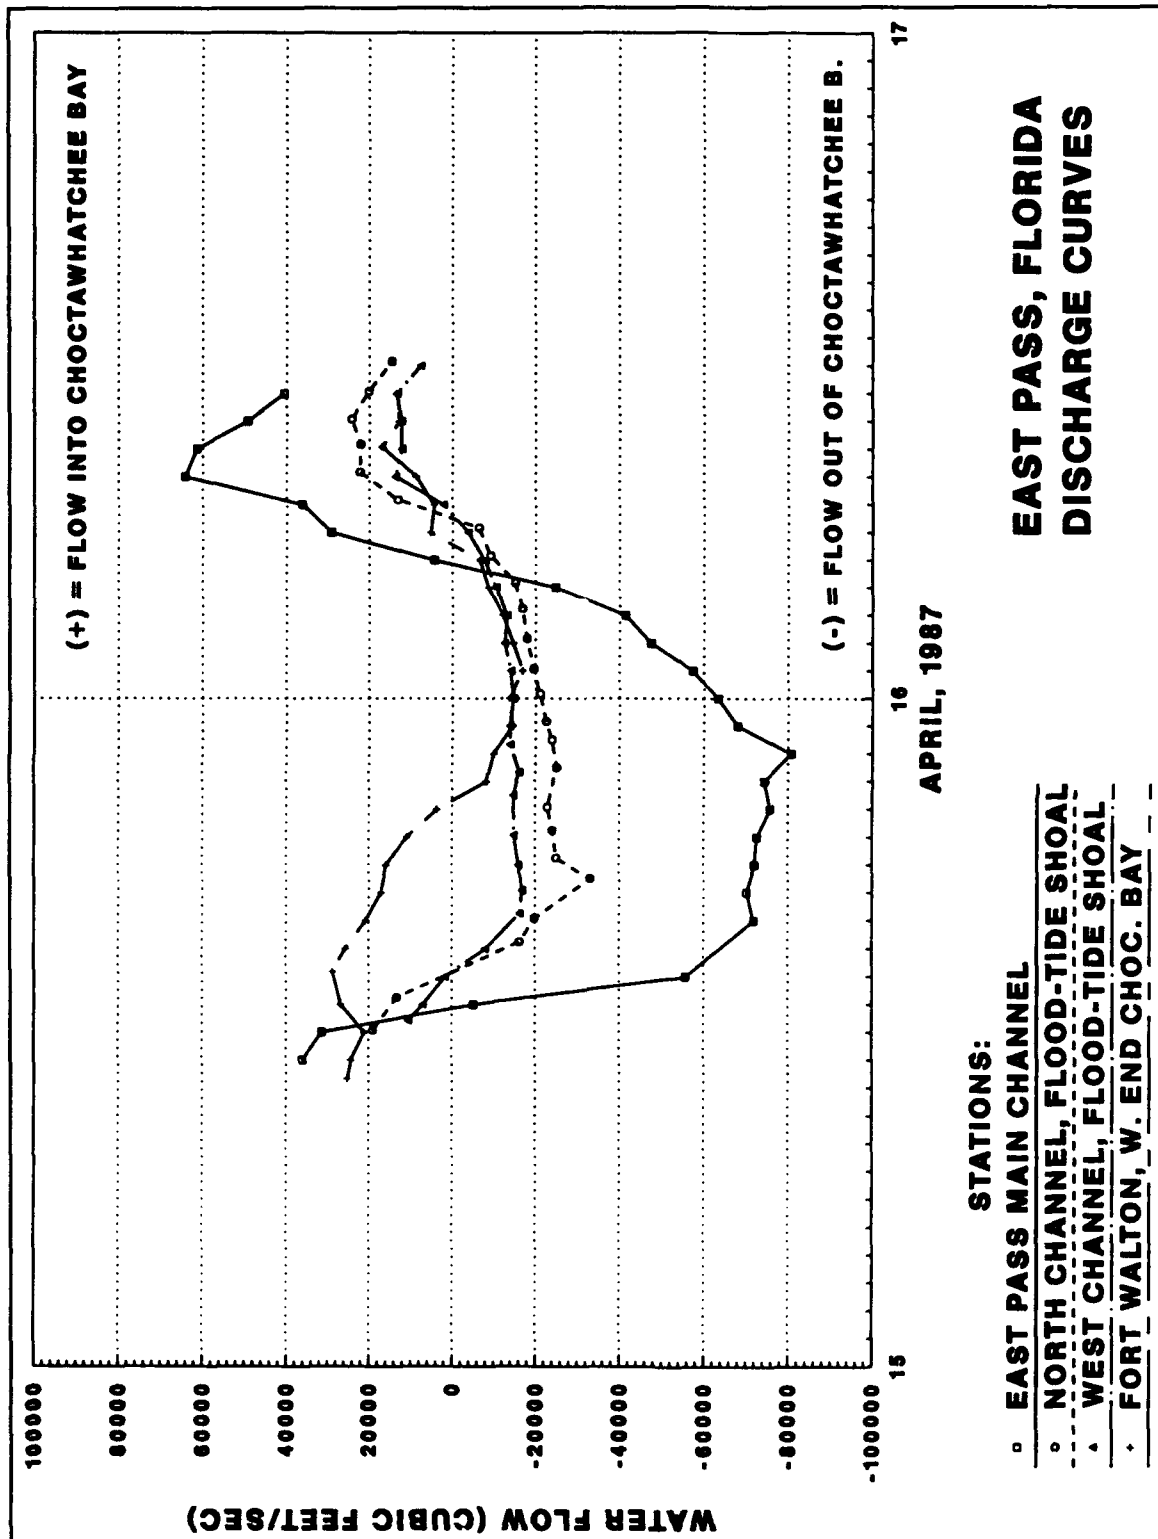 WATER FLOW (CUBIC FEET/SEC)
100000
80000
60000
40000
20000
0
-20000
-40000
-60000
-80000
-100000
(+) = FLOW INTO CHOCTAWHATCHEE BAY
(-) = FLOW OUT OF CHOCTAWHATCHEE B.
15
16
17
APRIL, 1987
STATIONS:
EAST PASS MAIN CHANNEL
NORTH CHANNEL, FLOOD-TIDE SHOAL
WEST CHANNEL, FLOOD-TIDE SHOAL
FORT WALTON, W. END CHOC. BAY
EAST PASS, FLORIDA
DISCHARGE CURVES